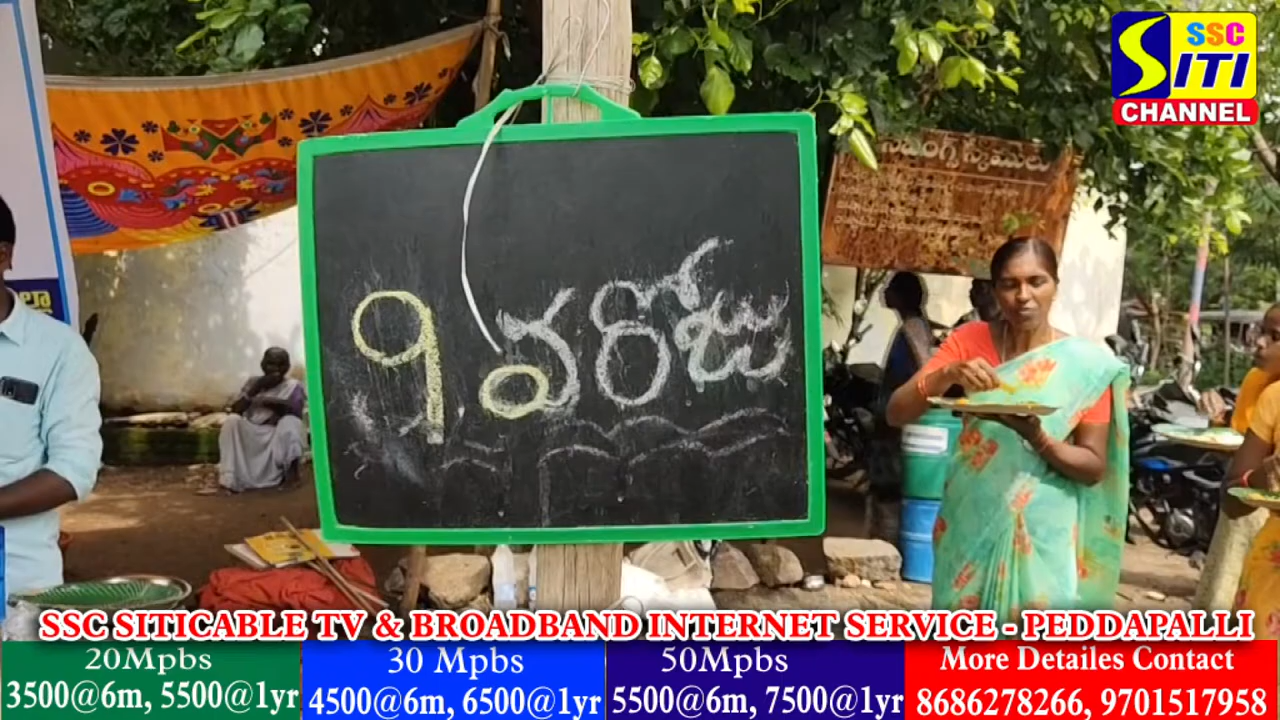 SSC
SITI
CHANNEL
నివృంగ్న స్కీములు
9 వ రోజు
SSC SITICABLE TV & BROADBAND INTERNET SERVICE - PEDDAPALLI
20Mpbs
3500@6m, 5500@1yr
30 Mpbs
4500@6m, 6500@1yr
50Mpbs
5500@6m, 7500@1yr
More Detailes Contact
8686278266, 9701517958